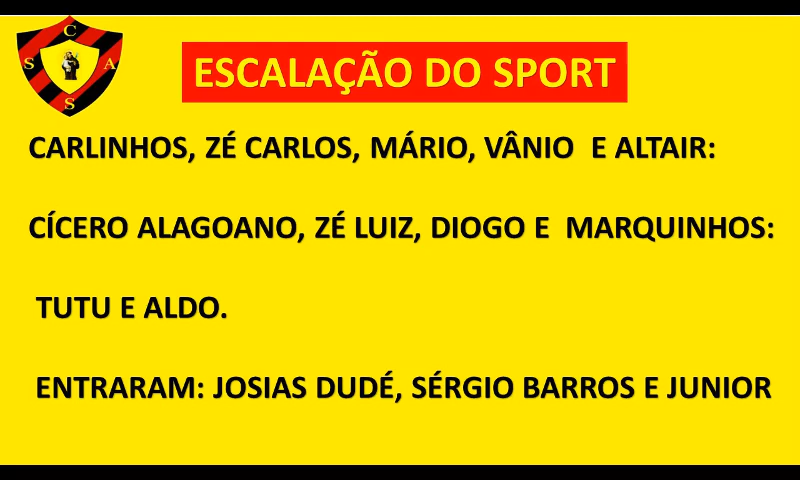 C
S A
S
ESCALAÇÃO DO SPORT
CARLINHOS, ZÉ CARLOS, MÁRIO, VÂNIO E ALTAIR:
CÍCERO ALAGOANO, ZÉ LUIZ, DIOGO E MARQUINHOS:
TUTU E ALDO.
ENTRARAM: JOSIAS DUDÉ, SÉRGIO BARROS E JUNIOR